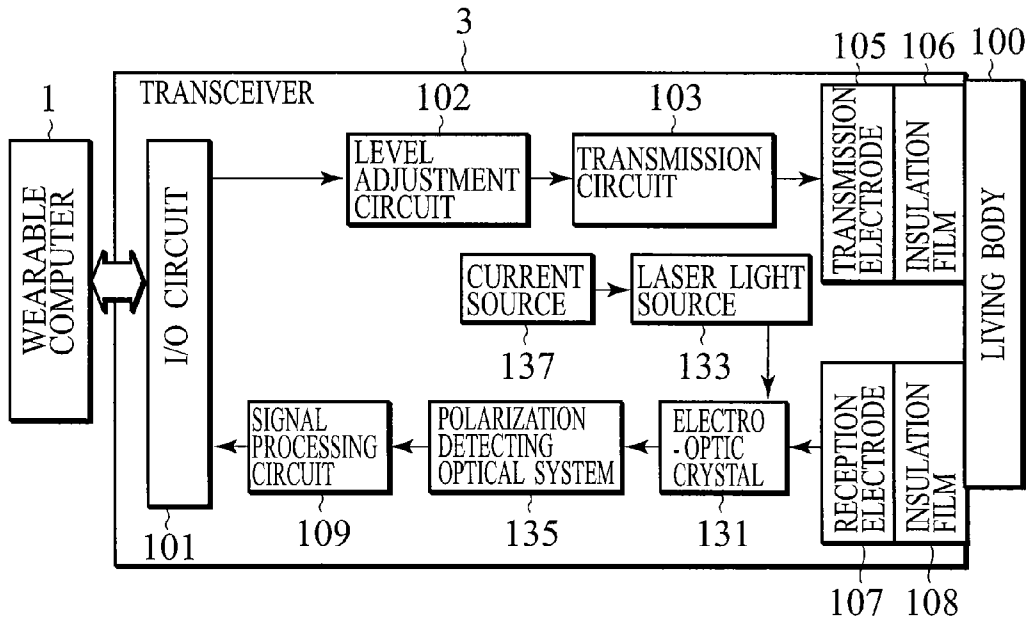 3
105 106 100
TRANSCEIVER
1
102
103
WEARABLE
COMPUTER
I/O CIRCUIT
LEVEL
ADJUSTMENT
CIRCUIT
TRANSMISSION
CIRCUIT
TRANSMISSION
ELECTRODE
INSULATION
FILM
LIVING BODY
CURRENT
SOURCE
LASER LIGHT
SOURCE
137
133
SIGNAL
PROCESSING
CIRCUIT
POLARIZATION
DETECTING
OPTICAL SYSTEM
ELECTRO
-OPTIC
CRYSTAL
RECEPTION
ELECTRODE
INSULATION
FILM
101
109
135
131
107 108